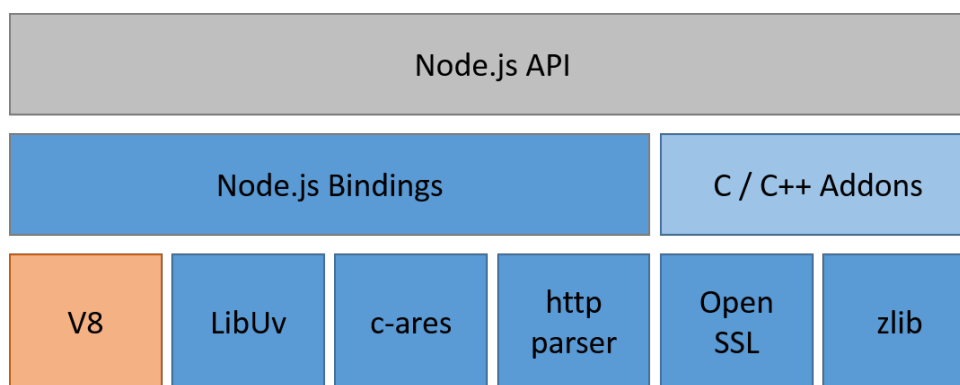 Node.js API
Node.js Bindings
C / C++ Addons
V8
LibUv
c-ares
http
parser
Open
SSL
zlib